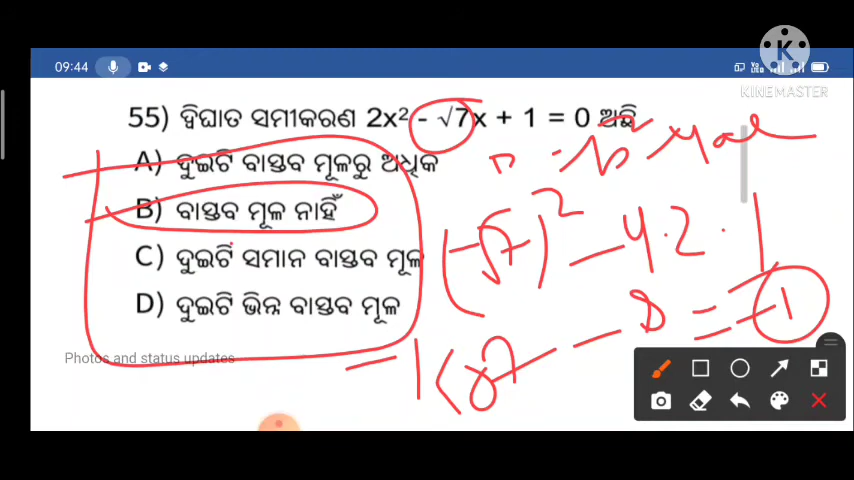 09:44
KINEMASTER
55) ଦ୍ୱିଘାତ ସମୀକରଣ 2x² - √7x + 1 = 0 ଅଛି
A) ଦୁଇଟି ବାସ୍ତବ ମୂଳରୁ ଅଧିକ
B) ବାସ୍ତବ ମୂଳ ନାହିଁ
C) ଦୁଇଟି ସମାନ ବାସ୍ତବ ମୂଳ
D) ଦୁଇଟି ଭିନ୍ନ ବାସ୍ତବ ମୂଳ
(-√7)² - 4.2.1
- 8 = -1
Photos and status updates